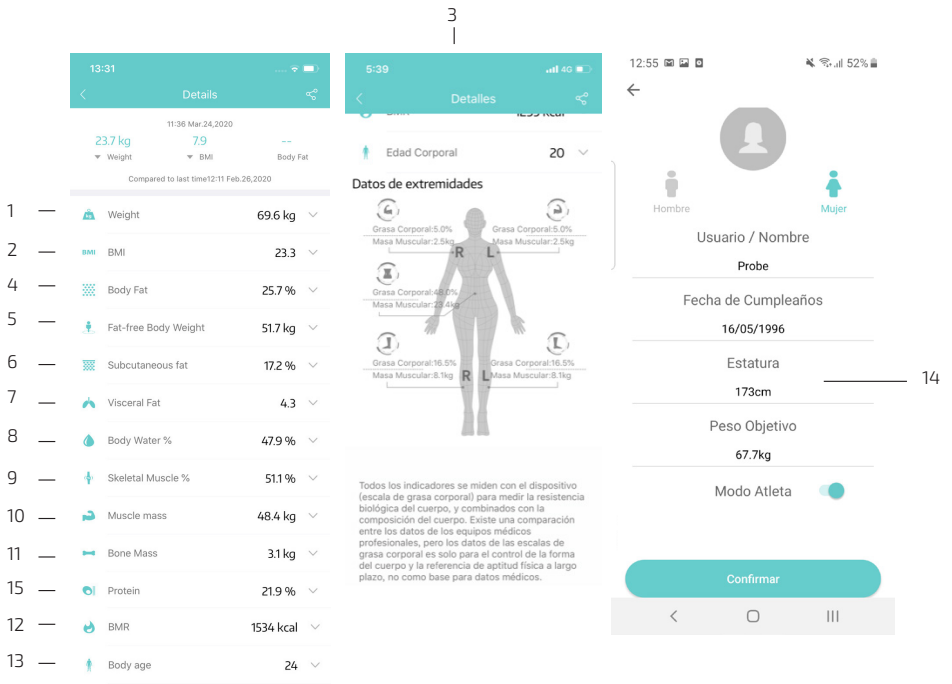 3
13:31
Details
11:36 Mar.24,2020
23.7 kg 7.9 --
Weight BMI Body Fat
Compared to last time12:11 Feb.26,2020
1 Weight 69.6 kg
2 BMI BMI 23.3
4 Body Fat 25.7 %
5 Fat-free Body Weight 51.7 kg
6 Subcutaneous fat 17.2 %
7 Visceral Fat 4.3
8 Body Water % 47.9 %
9 Skeletal Muscle % 51.1 %
10 Muscle mass 48.4 kg
11 Bone Mass 3.1 kg
15 Protein 21.9 %
12 BMR 1534 kcal
13 Body age 24
5:39 4G
Detalles
Edad Corporal 20
Datos de extremidades
Grasa Corporal:5.0% Grasa Corporal:5.0%
Masa Muscular:2.5kg Masa Muscular:2.5kg
R L
Grasa Corporal:48.0%
Masa Muscular:23.4kg
Grasa Corporal:16.5% Grasa Corporal:16.5%
Masa Muscular:8.1kg R L Masa Muscular:8.1kg
Todos los indicadores se miden con el dispositivo
(escala de grasa corporal) para medir la resistencia
biológica del cuerpo, y combinados con la
composición del cuerpo. Existe una comparación
entre los datos de los equipos médicos
profesionales, pero los datos de las escalas de
grasa corporal es solo para el control de la forma
del cuerpo y la referencia de aptitud física a largo
plazo, no como base para datos médicos.
12:55 52%
Hombre Mujer
Usuario / Nombre
Probe
Fecha de Cumpleaños
16/05/1996
Estatura
14
173cm
Peso Objetivo
67.7kg
Modo Atleta
Confirmar